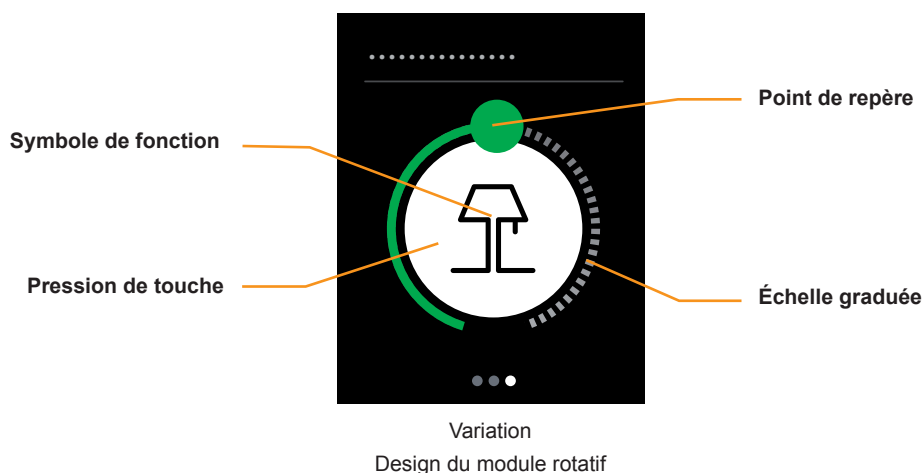 Point de repère
Symbole de fonction
Pression de touche
Échelle graduée
Variation
Design du module rotatif